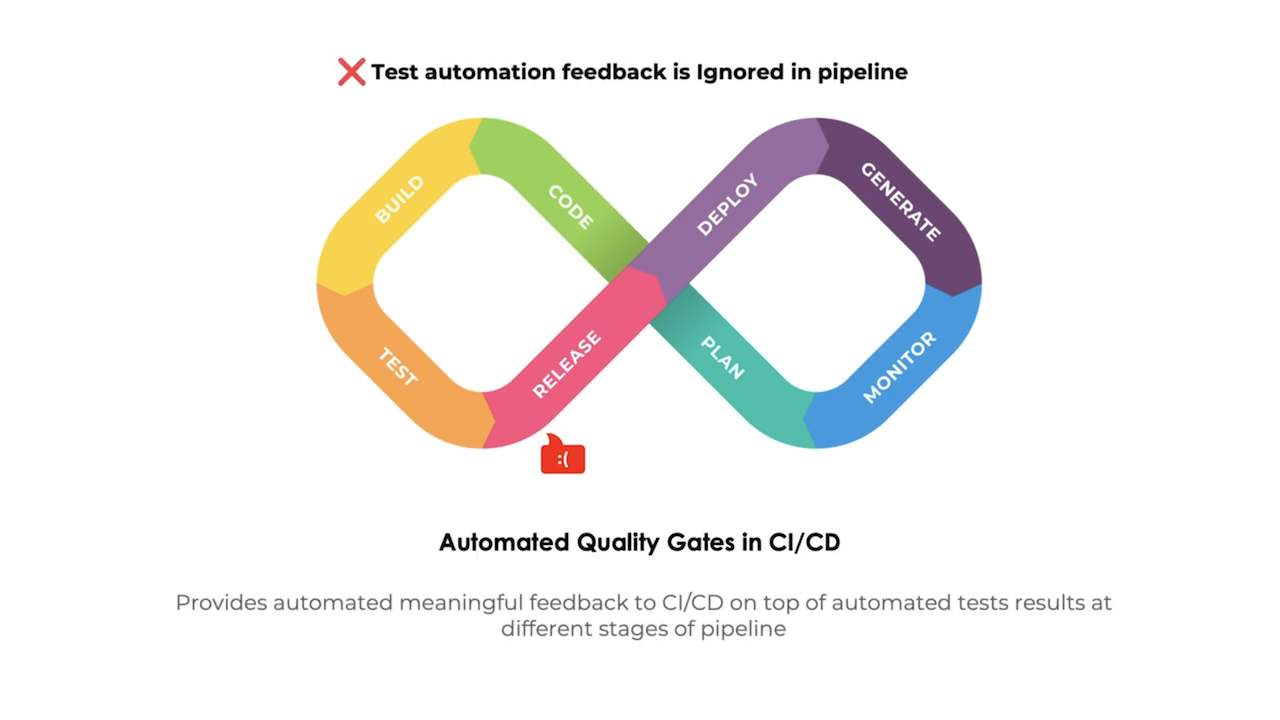 ❌ Test automation feedback is Ignored in pipeline
BUILD
CODE
DEPLOY
GENERATE
TEST
RELEASE
PLAN
MONITOR
:(
Automated Quality Gates in CI/CD
Provides automated meaningful feedback to CI/CD on top of automated tests results at
different stages of pipeline